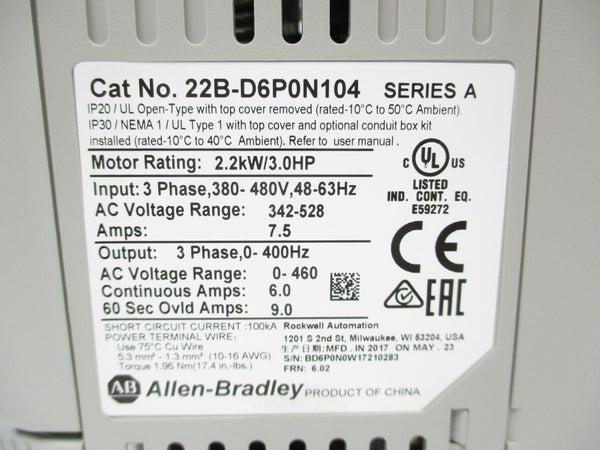 Cat No. 22B-D6P0N104 SERIES A
IP20 / UL Open-Type with top cover removed (rated-10°C to 50°C Ambient).
IP30 / NEMA 1 / UL Type 1 with top cover and optional conduit box kit
installed (rated-10°C to 40°C Ambient). Refer to user manual .
Motor Rating: 2.2kW/3.0HP
Input: 3 Phase,380- 480V,48-63Hz
AC Voltage Range: 342-528
Amps: 7.5
Output: 3 Phase,0- 400Hz
AC Voltage Range: 0- 460
Continuous Amps: 6.0
60 Sec Ovld Amps: 9.0
C UL US
LISTED
IND. CONT. EQ.
E59272
CE
EAC
SHORT CIRCUIT CURRENT :100kA
POWER TERMINAL WIRE:
Use 75°C Cu Wire
5.3 mm² - 1.3 mm² (10-16 AWG)
Torque 1.96 Nm(17.4 in.-lbs.)
Rockwell Automation
1201 S 2nd St, Milwaukee, WI 53204, USA
生产日期:MFD . IN 2017 ON MAY . 23
S/N: BD6P0N0W17210283
FRN: 6.02
AB Allen-Bradley PRODUCT OF CHINA